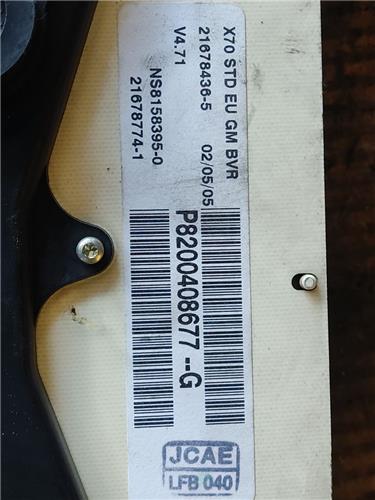 X70 STD EU GM BVR
21678436-5 02/05/05
V4.71
NS8158395-0
21678774-1
P8200408677 --G
JCAE
LFB 040